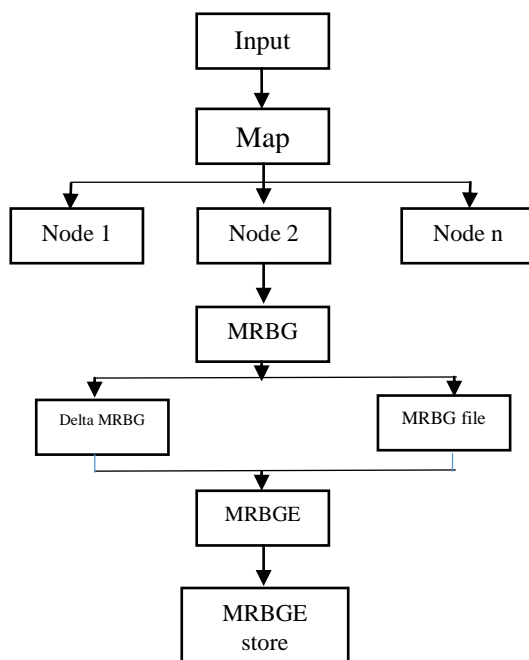 Input
Map
Node 1
Node 2
Node n
MRBG
Delta MRBG
MRBG file
MRBGE
MRBGE
store